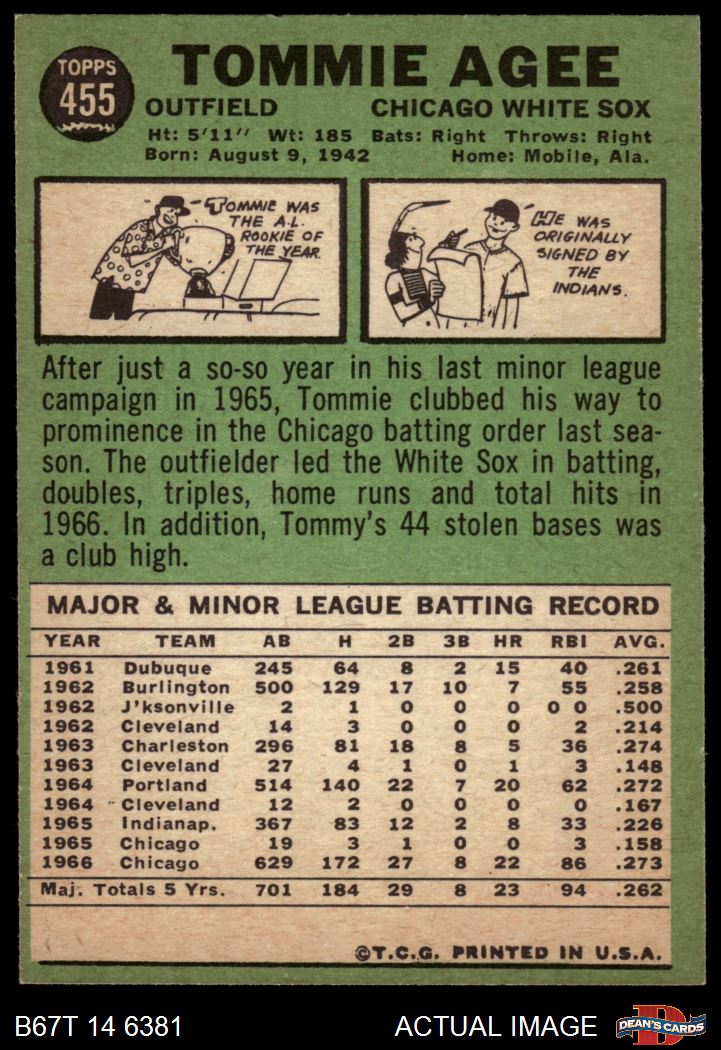 TOPPS
455
TOMMIE AGEE
OUTFIELD CHICAGO WHITE SOX
Ht: 5'11" Wt: 185 Bats: Right Throws: Right
Born: August 9, 1942 Home: Mobile, Ala.
TOMMIE WAS
THE A.L.
ROOKIE OF
THE YEAR.
HE WAS
ORIGINALLY
SIGNED BY
THE
INDIANS.
After just a so-so year in his last minor league
campaign in 1965, Tommie clubbed his way to
prominence in the Chicago batting order last sea-
son. The outfielder led the White Sox in batting,
doubles, triples, home runs and total hits in
1966. In addition, Tommy's 44 stolen bases was
a club high.
MAJOR & MINOR LEAGUE BATTING RECORD
YEAR TEAM AB H 2B 3B HR RBI AVG.
1961 Dubuque 245 64 8 2 15 40 .261
1962 Burlington 500 129 17 10 7 55 .258
1962 J'ksonville 2 1 0 0 0 0 0 .500
1962 Cleveland 14 3 0 0 0 2 .214
1963 Charleston 296 81 18 8 5 36 .274
1963 Cleveland 27 4 1 0 1 3 .148
1964 Portland 514 140 22 7 20 62 .272
1964 Cleveland 12 2 0 0 0 0 .167
1965 Indianap. 367 83 12 2 8 33 .226
1965 Chicago 19 3 1 0 0 3 .158
1966 Chicago 629 172 27 8 22 86 .273
Maj. Totals 5 Yrs. 701 184 29 8 23 94 .262
©T.C.G. PRINTED IN U.S.A.
B67T 14 6381 ACTUAL IMAGE
D
DEAN'S CARDS